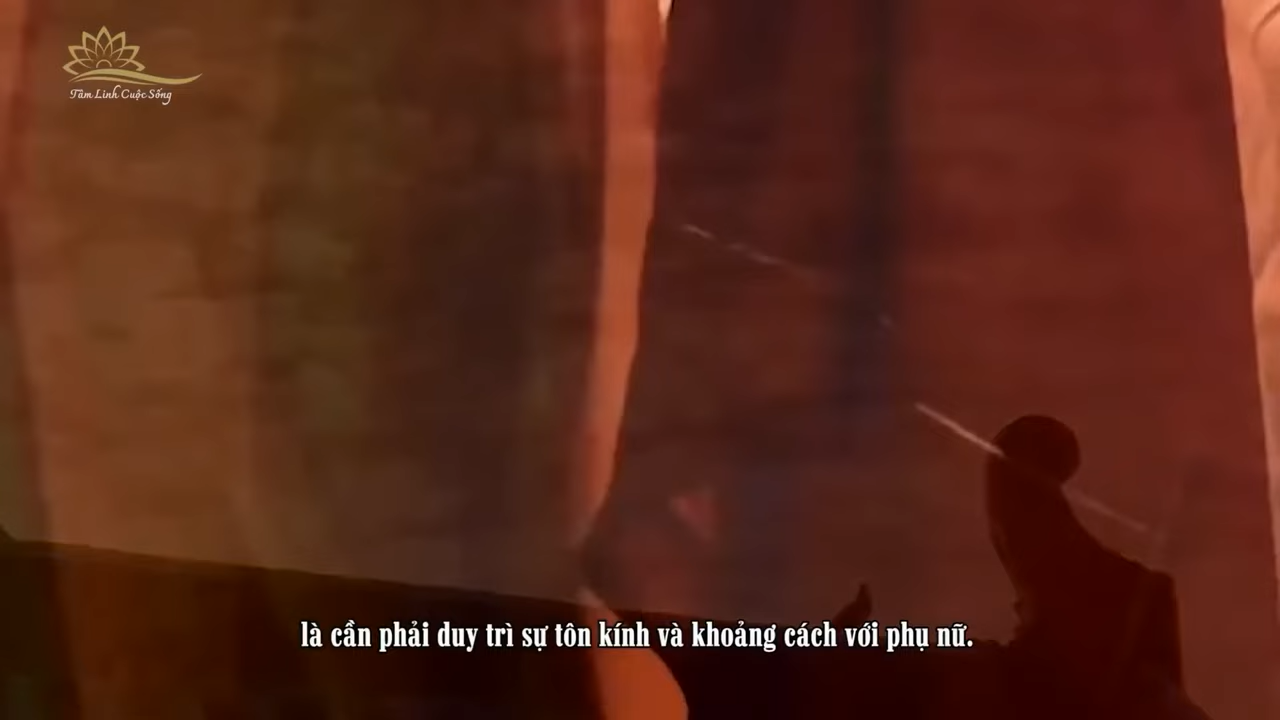 Tâm Linh Cuộc Sống
là cần phải duy trì sự tôn kính và khoảng cách với phụ nữ.